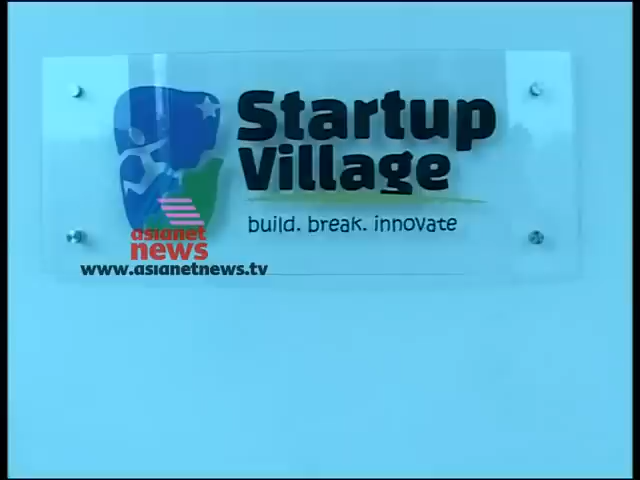 Startup
Village
build. break. innovate
asianet
news
www.asianetnews.tv